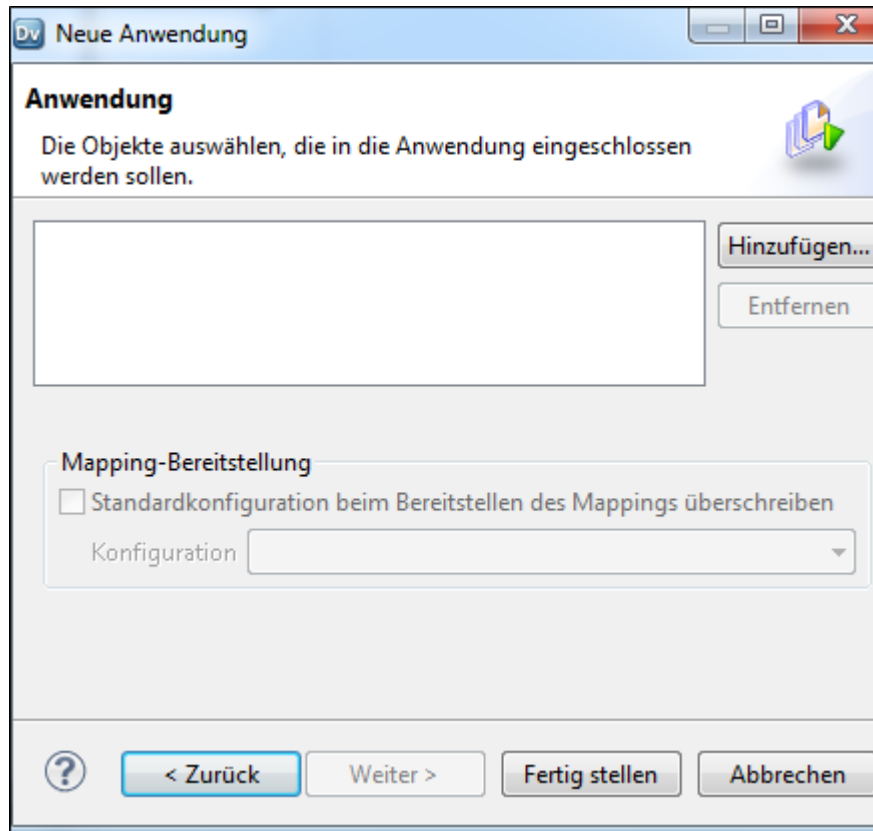 Dv Neue Anwendung
Anwendung
Die Objekte auswählen, die in die Anwendung eingeschlossen
werden sollen.
Hinzufügen...
Entfernen
Mapping-Bereitstellung
Standardkonfiguration beim Bereitstellen des Mappings überschreiben
Konfiguration
? < Zurück Weiter > Fertig stellen Abbrechen